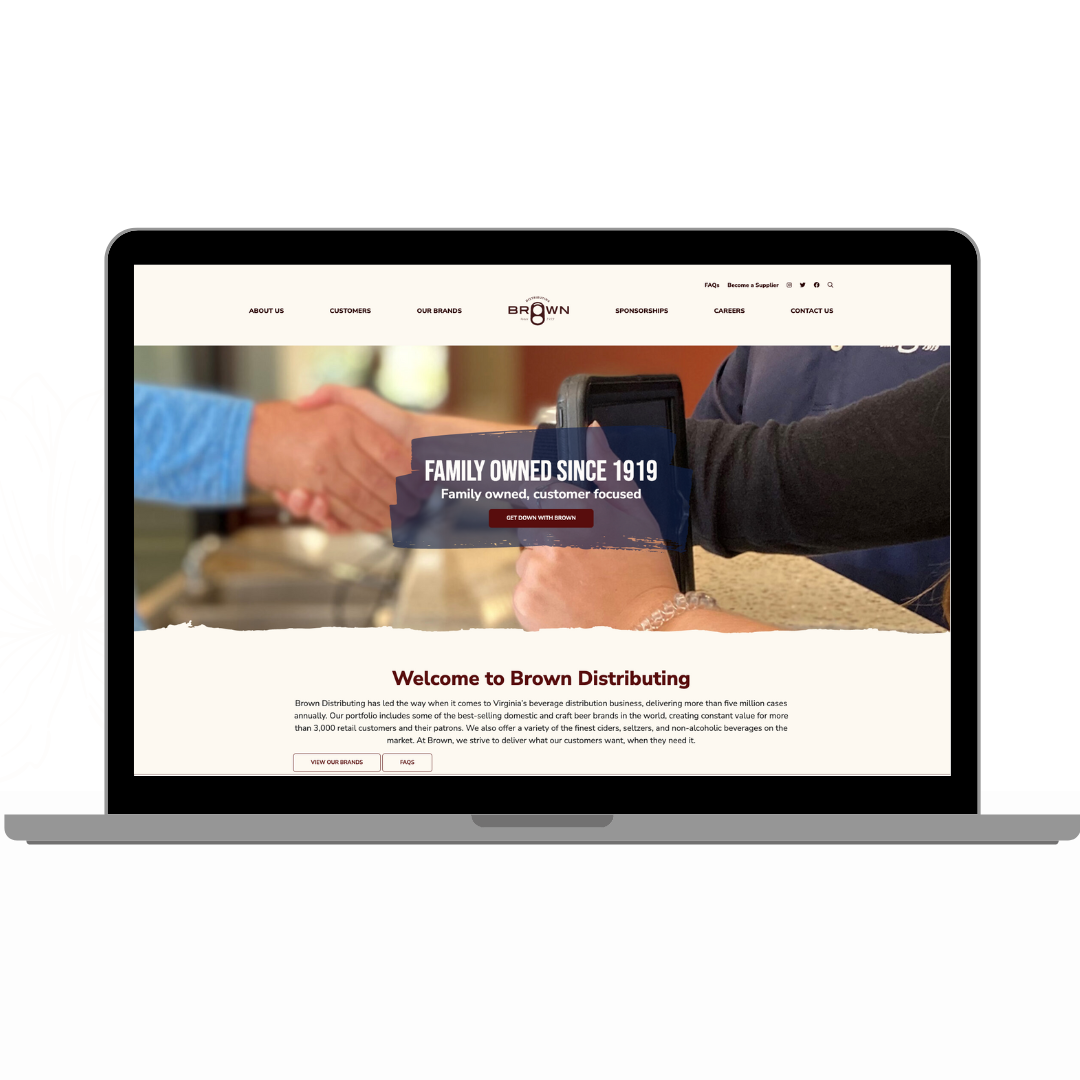 FAQs Become a Supplier
ABOUT US CUSTOMERS OUR BRANDS
DISTRIBUTING
BROWN
SPONSORSHIPS CAREERS CONTACT US
FAMILY OWNED SINCE 1919
Family owned, customer focused
GET DOWN WITH BROWN
Welcome to Brown Distributing
Brown Distributing has led the way when it comes to Virginia's beverage distribution business, delivering more than five million cases
annually. Our portfolio includes some of the best-selling domestic and craft beer brands in the world, creating constant value for more
than 3,000 retail customers and their patrons. We also offer a variety of the finest ciders, seltzers, and non-alcoholic beverages on the
market. At Brown, we strive to deliver what our customers want, when they need it.
VIEW OUR BRANDS FAQS